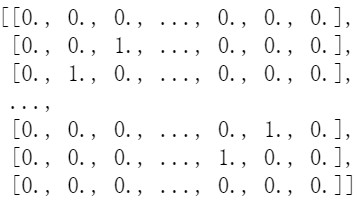 [[0., 0., 0., ..., 0., 0., 0.],
[0., 0., 1., ..., 0., 0., 0.],
[0., 1., 0., ..., 0., 0., 0.],
...,
[0., 0., 0., ..., 0., 1., 0.],
[0., 0., 0., ..., 1., 0., 0.],
[0., 0., 0., ..., 0., 0., 0.]]